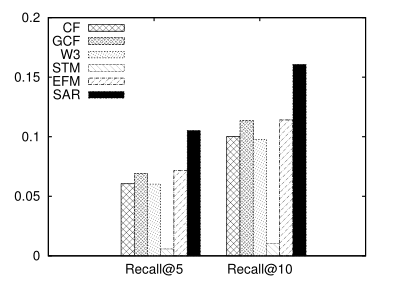 0.2
0.15
0.1
0.05
0
CF
GCF
W3
STM
EFM
SAR
Recall@5
Recall@10